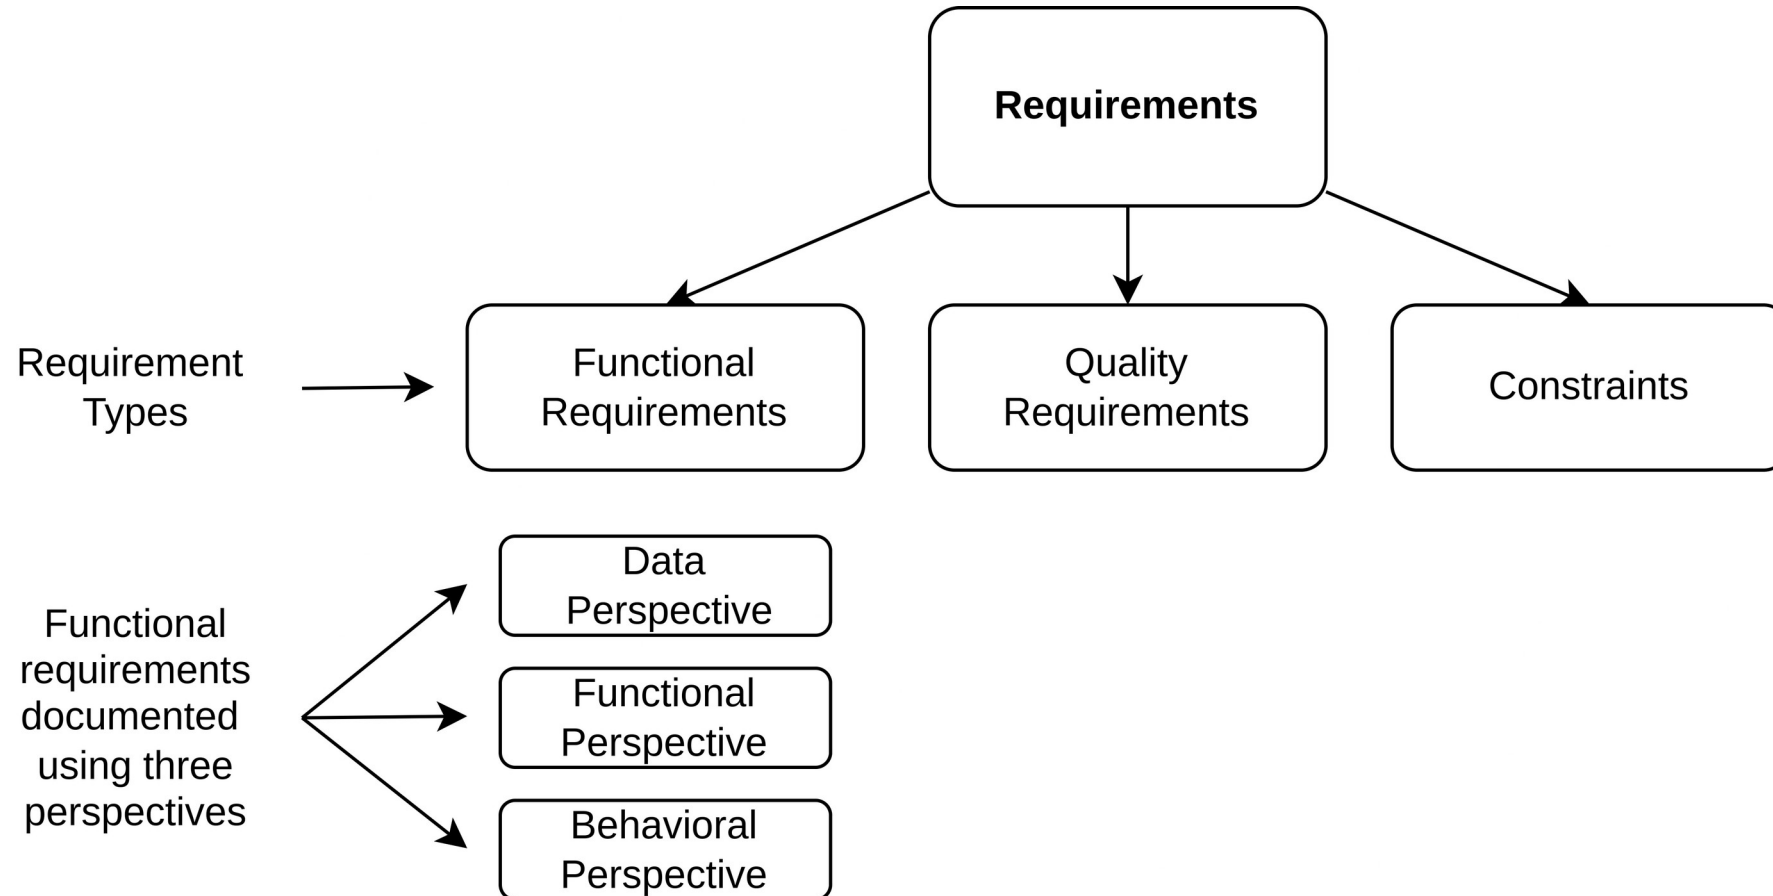 Requirements
Requirement
Types
Functional
Requirements
Quality
Requirements
Constraints
Functional
requirements
documented
using three
perspectives
Data
Perspective
Functional
Perspective
Behavioral
Perspective